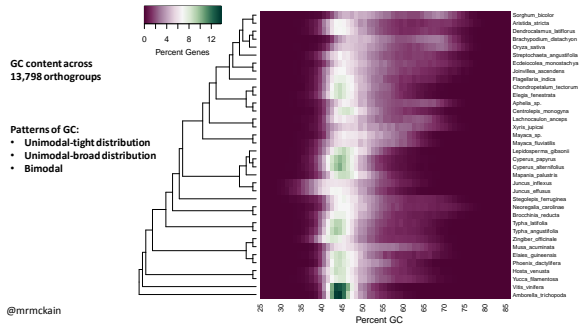 0 4 8 12
Percent Genes
GC content across
13,798 orthogroups
Patterns of GC:
• Unimodal-tight distribution
• Unimodal-broad distribution
• Bimodal
Sorghum_bicolor
Aristida_stricta
Dendrocalamus_latiflorus
Brachypodium_distachyon
Oryza_sativa
Streptochaeta_angustifolia
Ecdeiocolea_monostachya
Joinvillea_ascendens
Flagellaria_indica
Chondropetalum_tectorum
Elegia_fenestrata
Aphelia_sp.
Centrolepis_monogyna
Lachnocaulon_anceps
Xyris_jupicai
Mayaca_sp.
Mayaca_fluviatilis
Lepidosperma_gibsonii
Cyperus_papyrus
Cyperus_alternifolius
Mapania_palustris
Juncus_inflexus
Juncus_effusus
Stegolepis_ferruginea
Neoregalia_carolinae
Brocchinia_reducta
Typha_latifolia
Typha_angustifolia
Zingiber_officinale
Musa_acuminata
Elaeis_guineensis
Phoenix_dactylifera
Hosta_venusta
Yucca_filamentosa
Vitis_vinifera
Amborella_trichopoda
25 30 35 40 45 50 55 60 65 70 75 80 85
Percent GC
@mrmckain